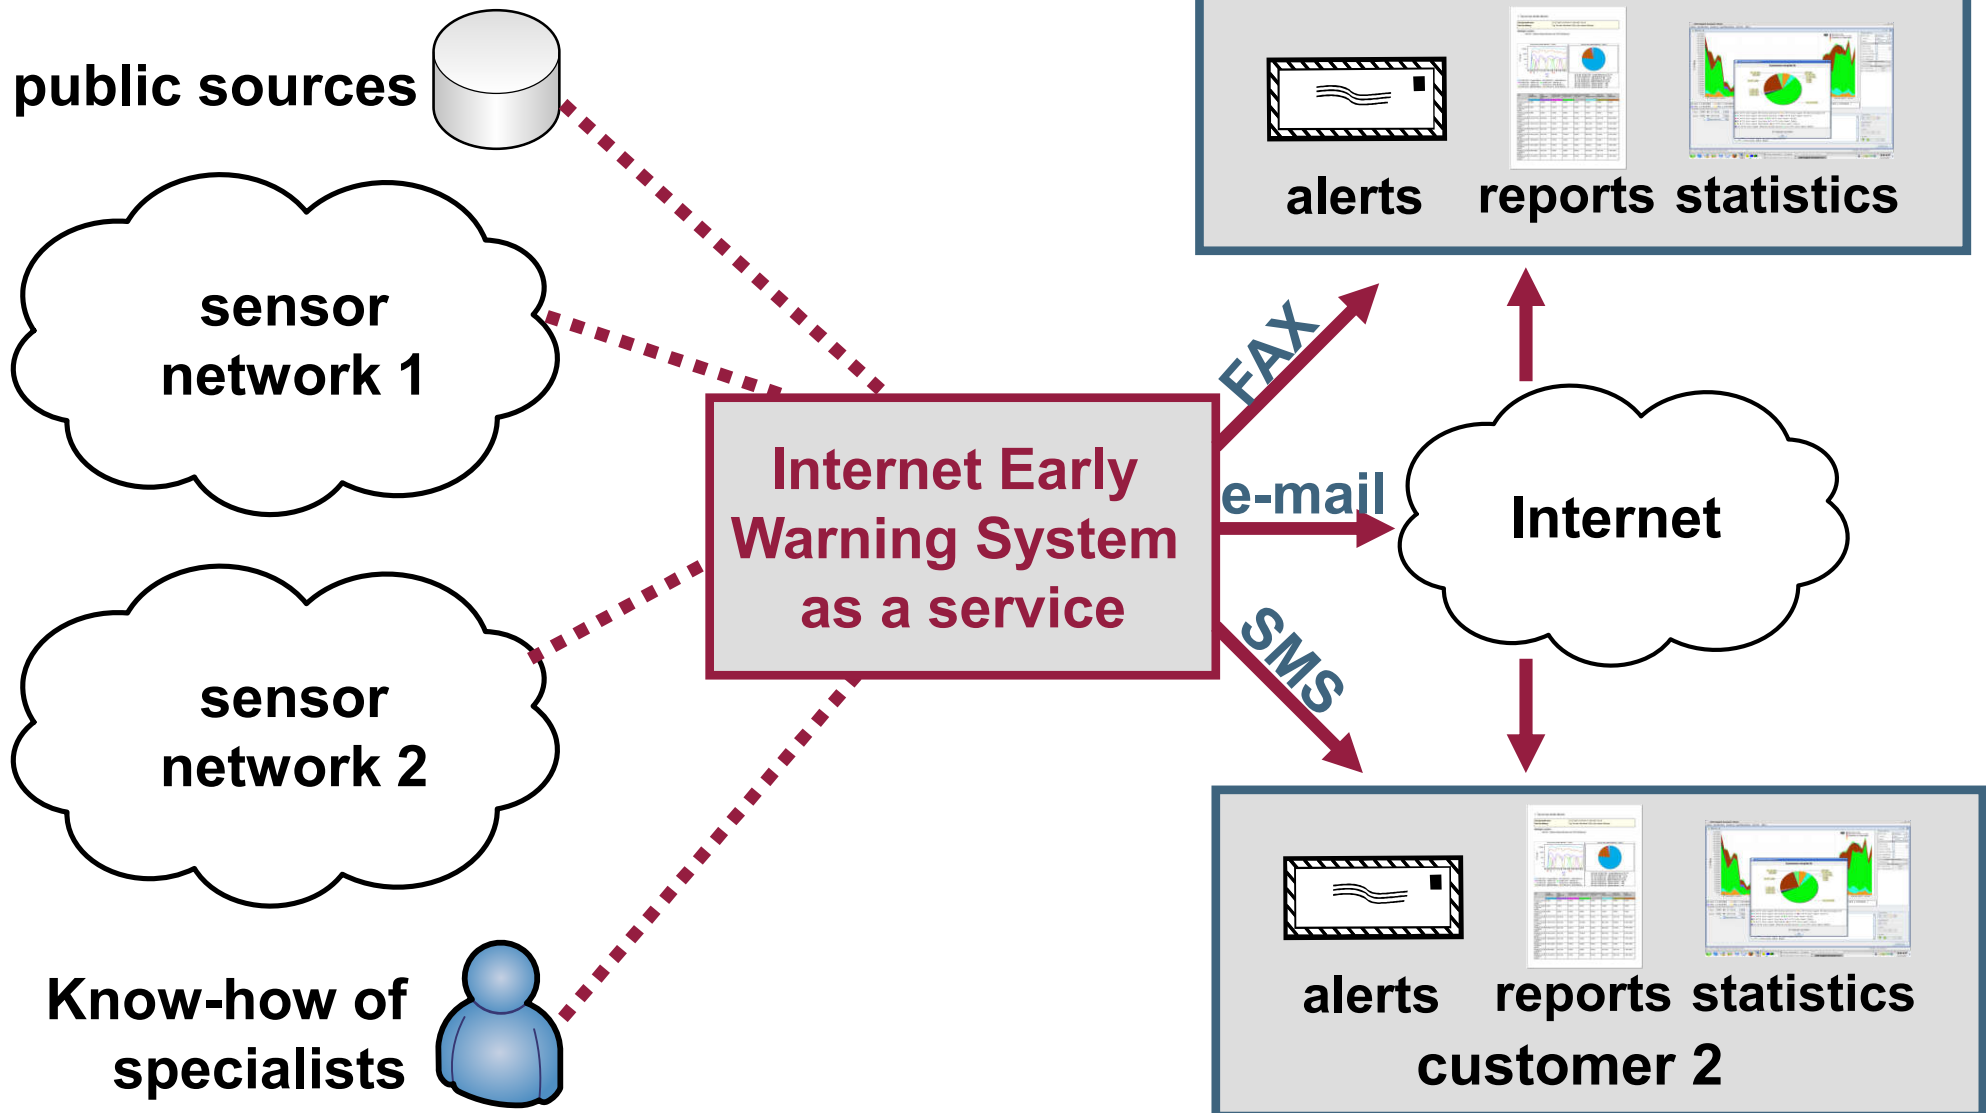 public sources
sensor
network 1
sensor
network 2
Know-how of
specialists
Internet Early
Warning System
as a service
FAX
e-mail
SMS
Internet
alerts reports statistics
alerts reports statistics
customer 2